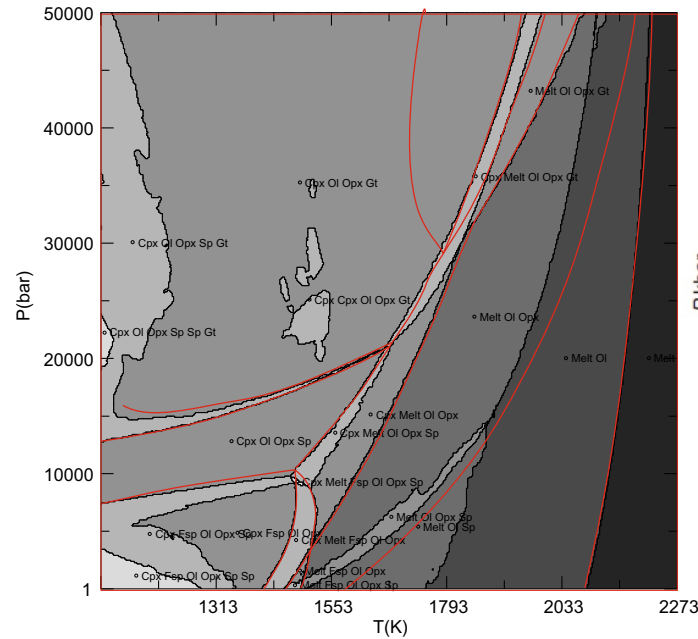 50000
40000
30000
20000
10000
1
P(bar)
Melt Ol Opx Gt
Cpx Ol Opx Gt
Cpx Melt Ol Opx Gt
Cpx Ol Opx Sp Gt
Cpx Cpx Ol Opx Gt
Melt Ol Opx
Cpx Ol Opx Sp Sp Gt
Melt Ol
Melt
Cpx Melt Ol Opx
Cpx Ol Opx Sp
Cpx Melt Ol Opx Sp
Cpx Melt Fsp Ol Opx Sp
Melt Ol Opx Sp
Melt Ol Sp
Cpx Fsp Ol Opx Sp
Cpx Fsp Ol Opx
Cpx Melt Fsp Ol Opx
Cpx Fsp Ol Opx Sp Sp
Melt Fsp Ol Opx
Melt Fsp Ol Opx Sp
1313
1553
1793
2033
2273
T(K)